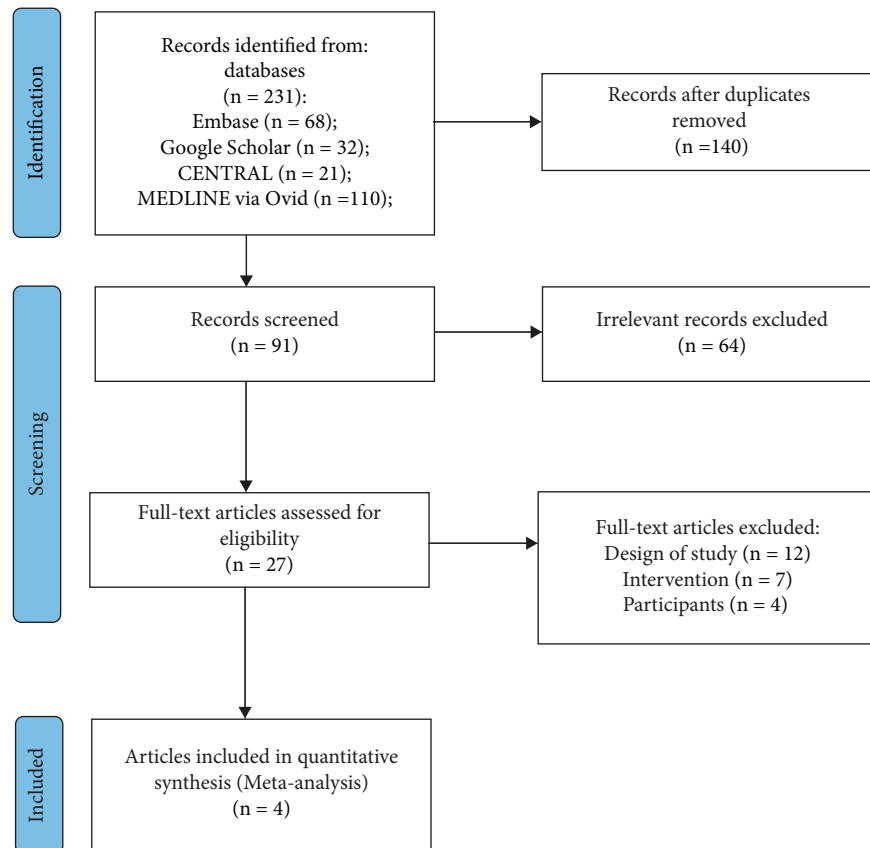 Identification
Records identified from:
databases
(n = 231):
Embase (n = 68);
Google Scholar (n = 32);
CENTRAL (n = 21);
MEDLINE via Ovid (n =110);
Records after duplicates
removed
(n =140)
Screening
Records screened
(n = 91)
Irrelevant records excluded
(n = 64)
Full-text articles assessed for
eligibility
(n = 27)
Full-text articles excluded:
Design of study (n = 12)
Intervention (n = 7)
Participants (n = 4)
Included
Articles included in quantitative
synthesis (Meta-analysis)
(n = 4)